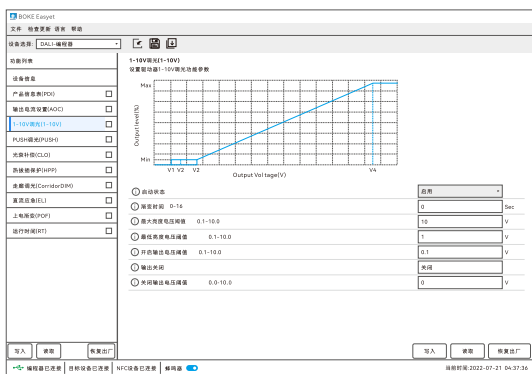 BOKE Easyet
文件 检查更新 语言 帮助
设备选择: DALI-编程器
功能列表
设备信息
产品信息表(PDI)
输出电流设置(AOC)
1-10V调光(1-10V)
PUSH调光(PUSH)
光衰补偿(CLO)
热拔插保护(HPP)
走廊调光(CorridorDIM)
直流应急(EL)
上电渐变(POF)
运行时间(RT)
写入 读取 恢复出厂
1-10V调光(1-10V)
设置驱动器1-10V调光功能参数
Max
Output level(%)
Min
V1 V2 V2 V4
Output Vol tage(V)
启动状态 启用
渐变时间 0-16 0 Sec
最大亮度电压阈值 0.1-10.0 10 V
最低亮度电压阈值 0.1-10.0 1 V
开启输出电压阈值 0.1-10.0 0.1 V
输出关闭 关闭
关闭输出电压阈值 0.0-10.0 0 V
写入 读取 恢复出厂
编程器已连接 目标设备已连接 NFC设备已连接 蜂鸣器 当前时间:2022-07-21 04:37:36